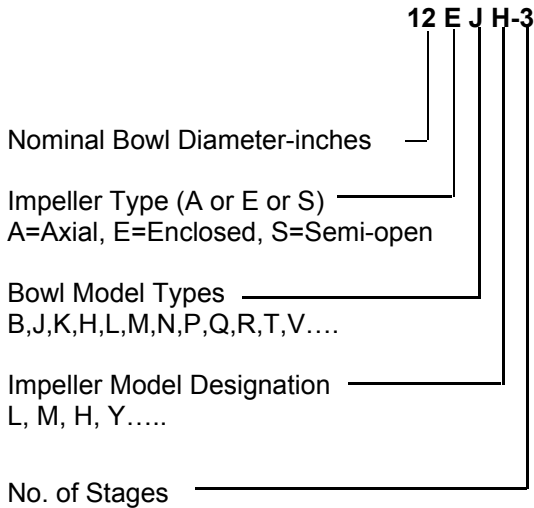 12 E J H-3
Nominal Bowl Diameter-inches
Impeller Type (A or E or S)
A=Axial, E=Enclosed, S=Semi-open
Bowl Model Types
B,J,K,H,L,M,N,P,Q,R,T,V….
Impeller Model Designation
L, M, H, Y…..
No. of Stages